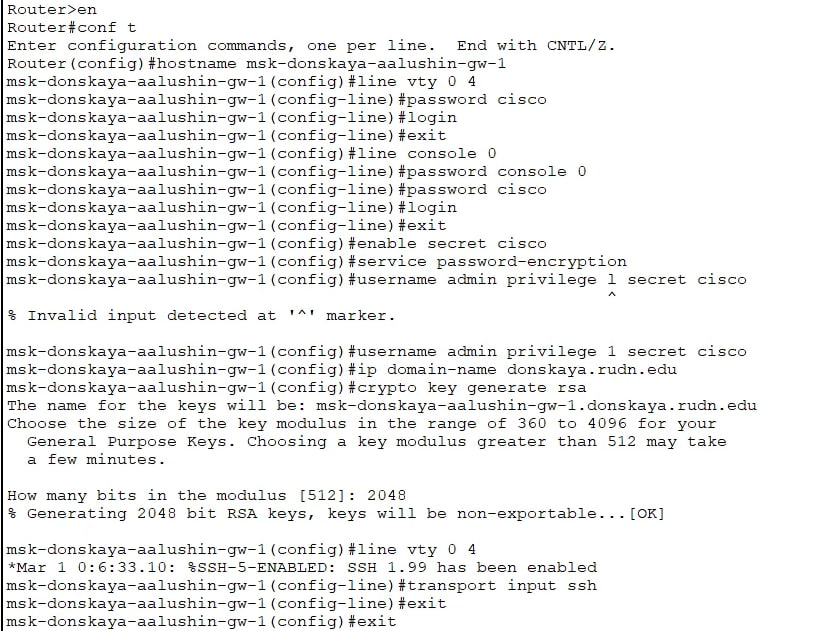 Router>en
Router#conf t
Enter configuration commands, one per line.  End with CNTL/Z.
Router(config)#hostname msk-donskaya-aalushin-gw-1
msk-donskaya-aalushin-gw-1(config)#line vty 0 4
msk-donskaya-aalushin-gw-1(config-line)#password cisco
msk-donskaya-aalushin-gw-1(config-line)#login
msk-donskaya-aalushin-gw-1(config-line)#exit
msk-donskaya-aalushin-gw-1(config)#line console 0
msk-donskaya-aalushin-gw-1(config-line)#password console 0
msk-donskaya-aalushin-gw-1(config-line)#password cisco
msk-donskaya-aalushin-gw-1(config-line)#login
msk-donskaya-aalushin-gw-1(config-line)#exit
msk-donskaya-aalushin-gw-1(config)#enable secret cisco
msk-donskaya-aalushin-gw-1(config)#service password-encryption
msk-donskaya-aalushin-gw-1(config)#username admin privilege l secret cisco
^
% Invalid input detected at '^' marker.
msk-donskaya-aalushin-gw-1(config)#username admin privilege 1 secret cisco
msk-donskaya-aalushin-gw-1(config)#ip domain-name donskaya.rudn.edu
msk-donskaya-aalushin-gw-1(config)#crypto key generate rsa
The name for the keys will be: msk-donskaya-aalushin-gw-1.donskaya.rudn.edu
Choose the size of the key modulus in the range of 360 to 4096 for your
General Purpose Keys. Choosing a key modulus greater than 512 may take
a few minutes.
How many bits in the modulus [512]: 2048
% Generating 2048 bit RSA keys, keys will be non-exportable...[OK]
msk-donskaya-aalushin-gw-1(config)#line vty 0 4
*Mar 1 0:6:33.10: %SSH-5-ENABLED: SSH 1.99 has been enabled
msk-donskaya-aalushin-gw-1(config-line)#transport input ssh
msk-donskaya-aalushin-gw-1(config-line)#exit
msk-donskaya-aalushin-gw-1(config)#exit